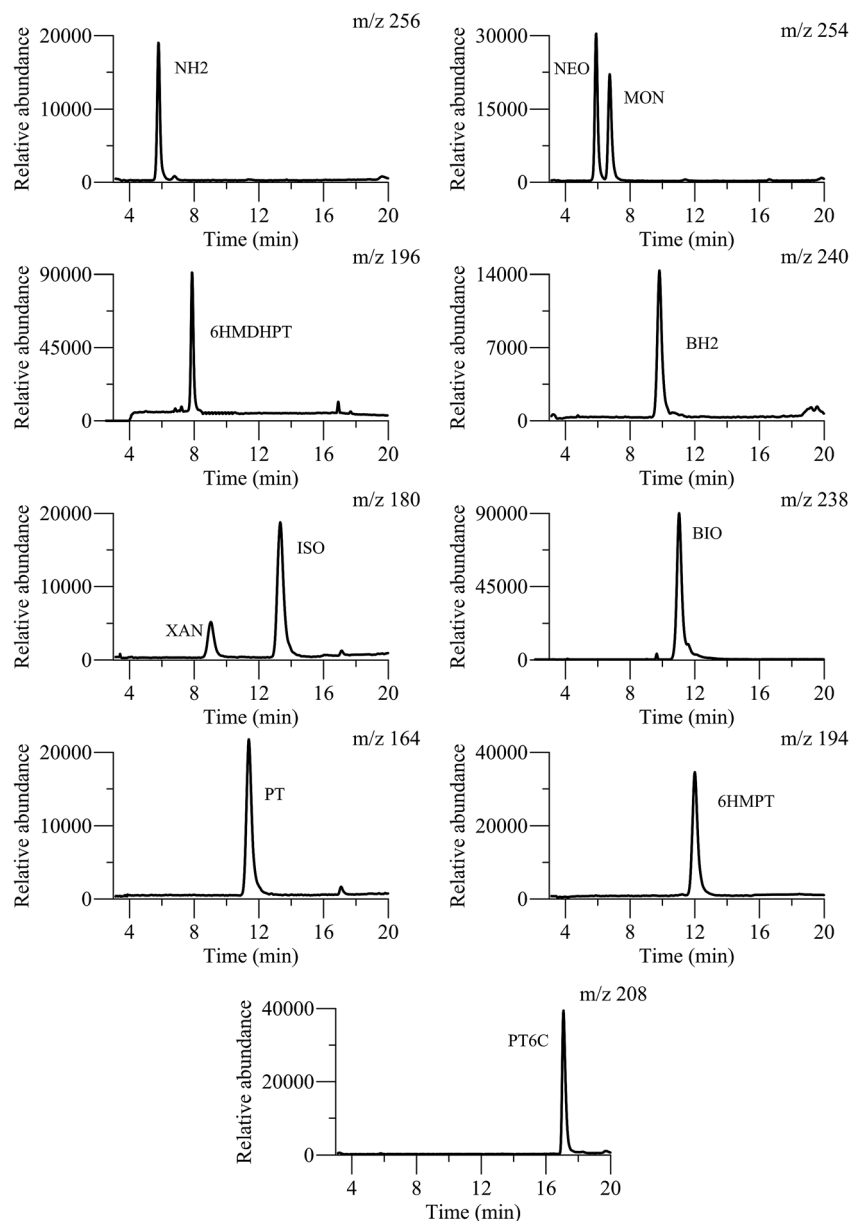 m/z 256
Relative abundance
20000
10000
0
NH2
4 8 12 16 20
Time (min)
m/z 254
Relative abundance
30000
15000
0
NEO
MON
4 8 12 16 20
Time (min)
m/z 196
Relative abundance
90000
45000
0
6HMDHPT
4 8 12 16 20
Time (min)
m/z 240
Relative abundance
14000
7000
0
BH2
4 8 12 16 20
Time (min)
m/z 180
Relative abundance
20000
10000
0
XAN
ISO
4 8 12 16 20
Time (min)
m/z 238
Relative abundance
90000
45000
0
BIO
4 8 12 16 20
Time (min)
m/z 164
Relative abundance
20000
10000
0
PT
4 8 12 16 20
Time (min)
m/z 194
Relative abundance
40000
20000
0
6HMPT
4 8 12 16 20
Time (min)
m/z 208
Relative abundance
40000
20000
0
PT6C
4 8 12 16 20
Time (min)